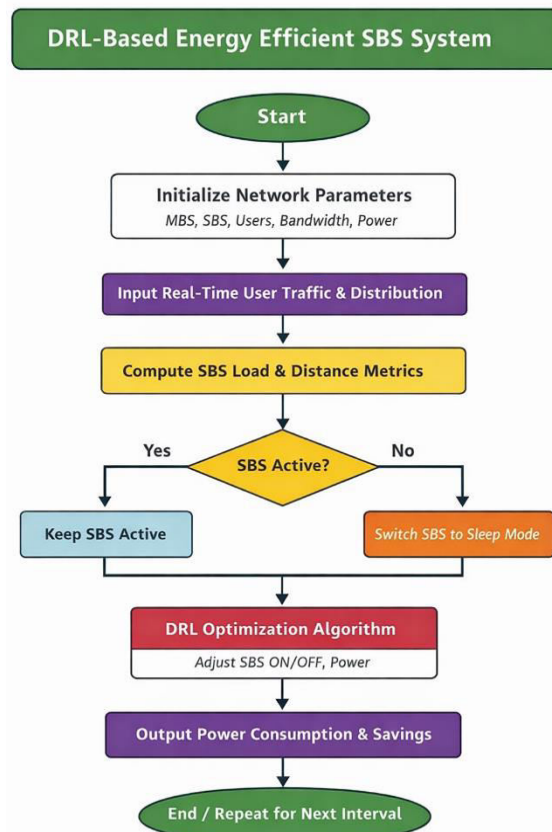 DRL-Based Energy Efficient SBS System
Start
Initialize Network Parameters
MBS, SBS, Users, Bandwidth, Power
Input Real-Time User Traffic & Distribution
Compute SBS Load & Distance Metrics
Yes
No
SBS Active?
Keep SBS Active
Switch SBS to Sleep Mode
DRL Optimization Algorithm
Adjust SBS ON/OFF, Power
Output Power Consumption & Savings
End / Repeat for Next Interval